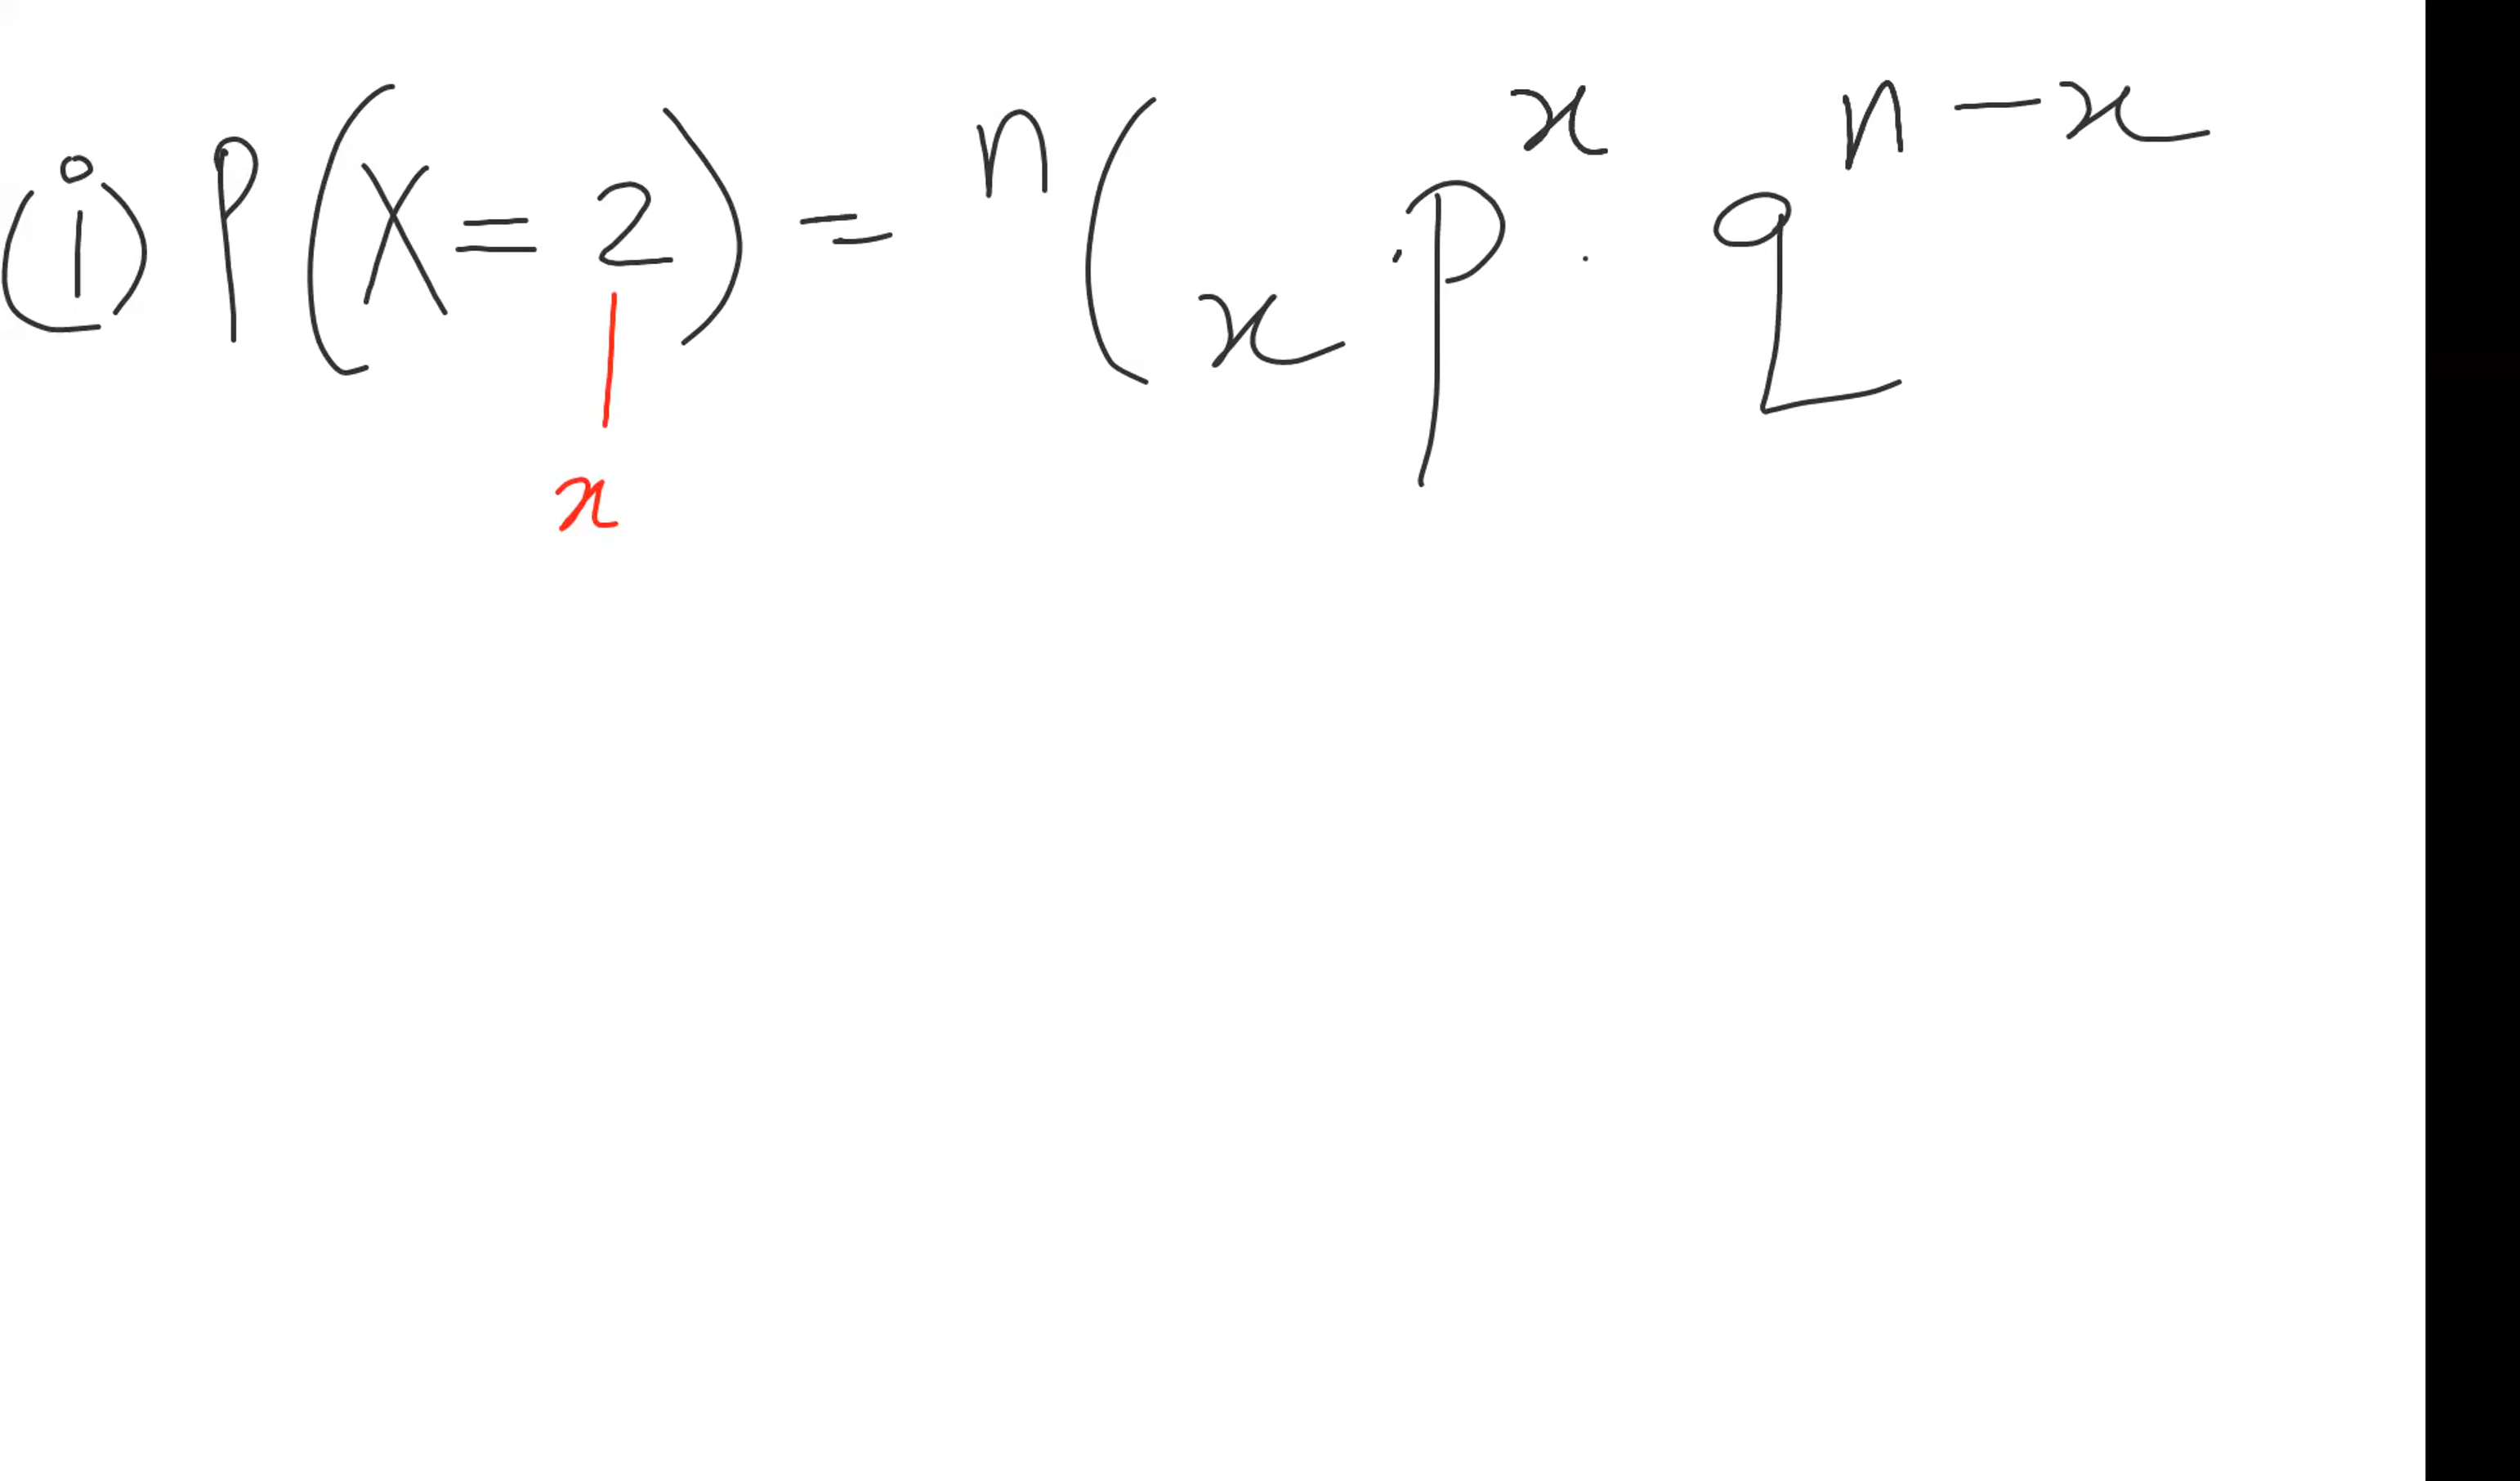 (i) P(X = 2) = ⁿCₓ · pˣ · qⁿ⁻ˣ
x